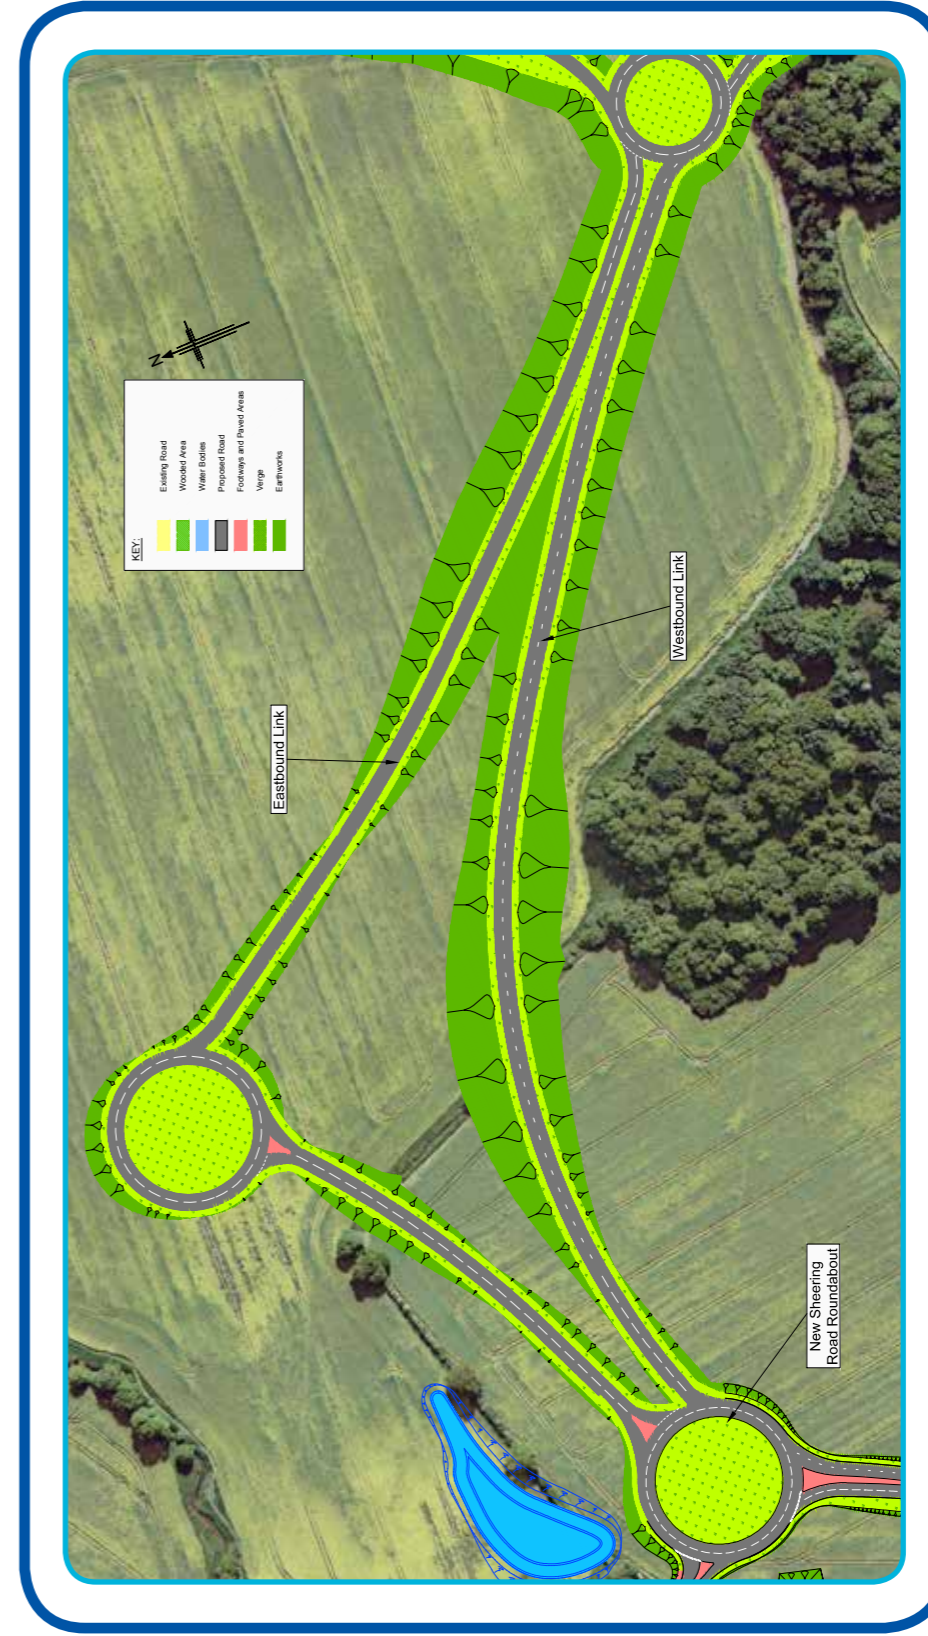 N
KEY:
Existing Road
Wooded Area
Water Bodies
Proposed Road
Footways and Paved Areas
Verge
Earthworks
Eastbound Link
Westbound Link
New Sheering
Road Roundabout